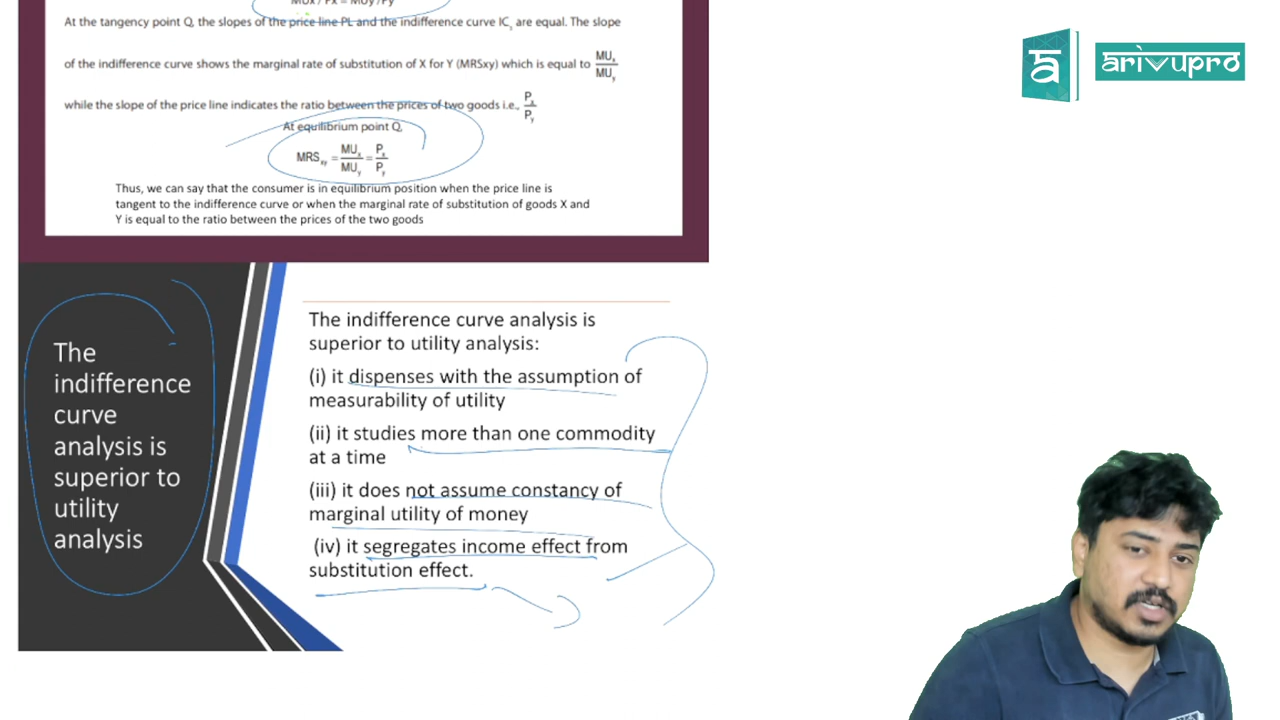 At the tangency point Q, the slopes of the price line PL and the indifference curve IC, are equal. The slope
of the indifference curve shows the marginal rate of substitution of X for Y (MRSxy) which is equal to MUx/MUy
while the slope of the price line indicates the ratio between the prices of two goods i.e., Px/Py
At equilibrium point Q,
MRSxy = MUx/MUy = Px/Py
Thus, we can say that the consumer is in equilibrium position when the price line is
tangent to the indifference curve or when the marginal rate of substitution of goods X and
Y is equal to the ratio between the prices of the two goods
The
indifference
curve
analysis is
superior to
utility
analysis
The indifference curve analysis is
superior to utility analysis:
(i) it dispenses with the assumption of
measurability of utility
(ii) it studies more than one commodity
at a time
(iii) it does not assume constancy of
marginal utility of money
(iv) it segregates income effect from
substitution effect.
arivupro